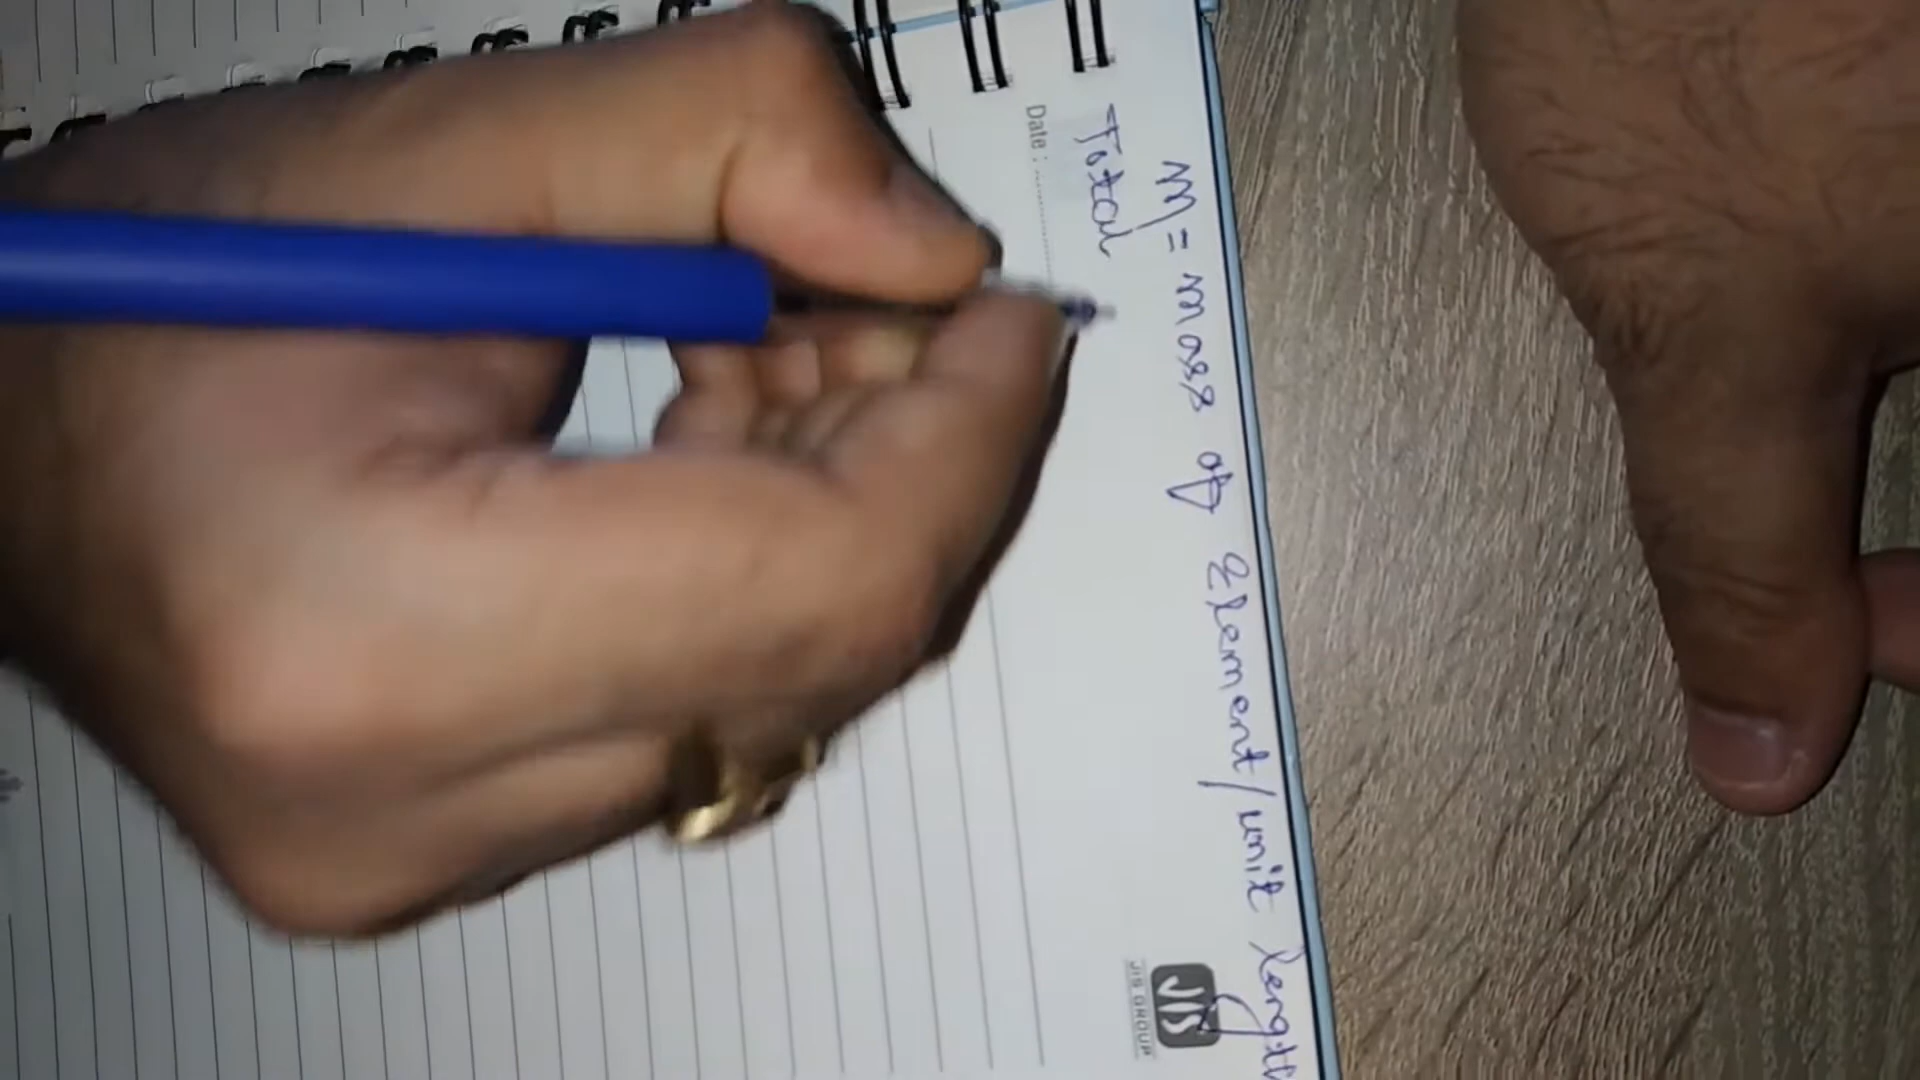 m = mass of element/unit length
Total
Date :
JIS
JIS GROUP